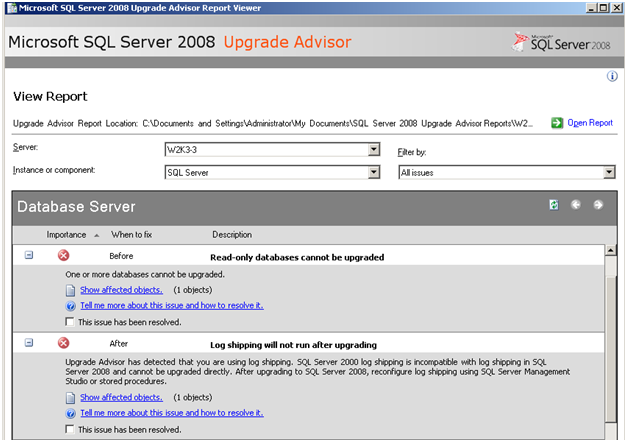 Microsoft SQL Server 2008 Upgrade Advisor Report Viewer
Microsoft SQL Server 2008 Upgrade Advisor
Microsoft SQL Server 2008
View Report
Upgrade Advisor Report Location: C:\Documents and Settings\Administrator\My Documents\SQL Server 2008 Upgrade Advisor Reports\W2...
Open Report
Server: W2K3-3 Filter by:
Instance or component: SQL Server All issues
Database Server
Importance When to fix Description
Before Read-only databases cannot be upgraded
One or more databases cannot be upgraded.
Show affected objects. (1 objects)
Tell me more about this issue and how to resolve it.
This issue has been resolved.
After Log shipping will not run after upgrading
Upgrade Advisor has detected that you are using log shipping. SQL Server 2000 log shipping is incompatible with log shipping in SQL
Server 2008 and cannot be upgraded directly. After upgrading to SQL Server 2008, reconfigure log shipping using SQL Server Management
Studio or stored procedures.
Show affected objects. (1 objects)
Tell me more about this issue and how to resolve it.
This issue has been resolved.